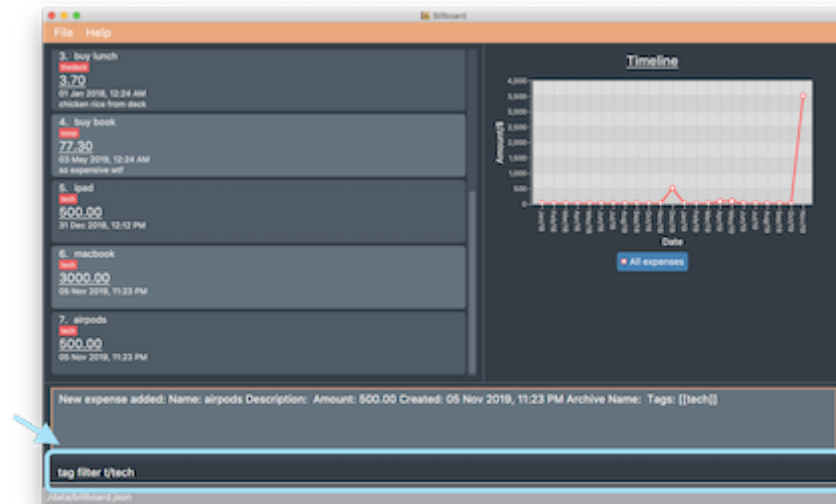 Billboard
File Help
3. buy lunch
thedeck
3.70
01 Jan 2018, 12:24 AM
chicken rice from deck
4. buy book
77.30
03 May 2019, 12:24 AM
so expensive wtf
5. ipad
tech
500.00
31 Dec 2018, 12:12 PM
6. macbook
tech
3000.00
05 Nov 2019, 11:23 PM
7. airpods
tech
500.00
05 Nov 2019, 11:23 PM
Timeline
Amount/$
4,000
3,500
3,000
2,500
2,000
1,500
1,000
500
0
Date
All expenses
New expense added: Name: airpods Description: Amount: 500.00 Created: 05 Nov 2019, 11:23 PM Archive Name: Tags: [[tech]]
tag filter t/tech
./data/billboard.json